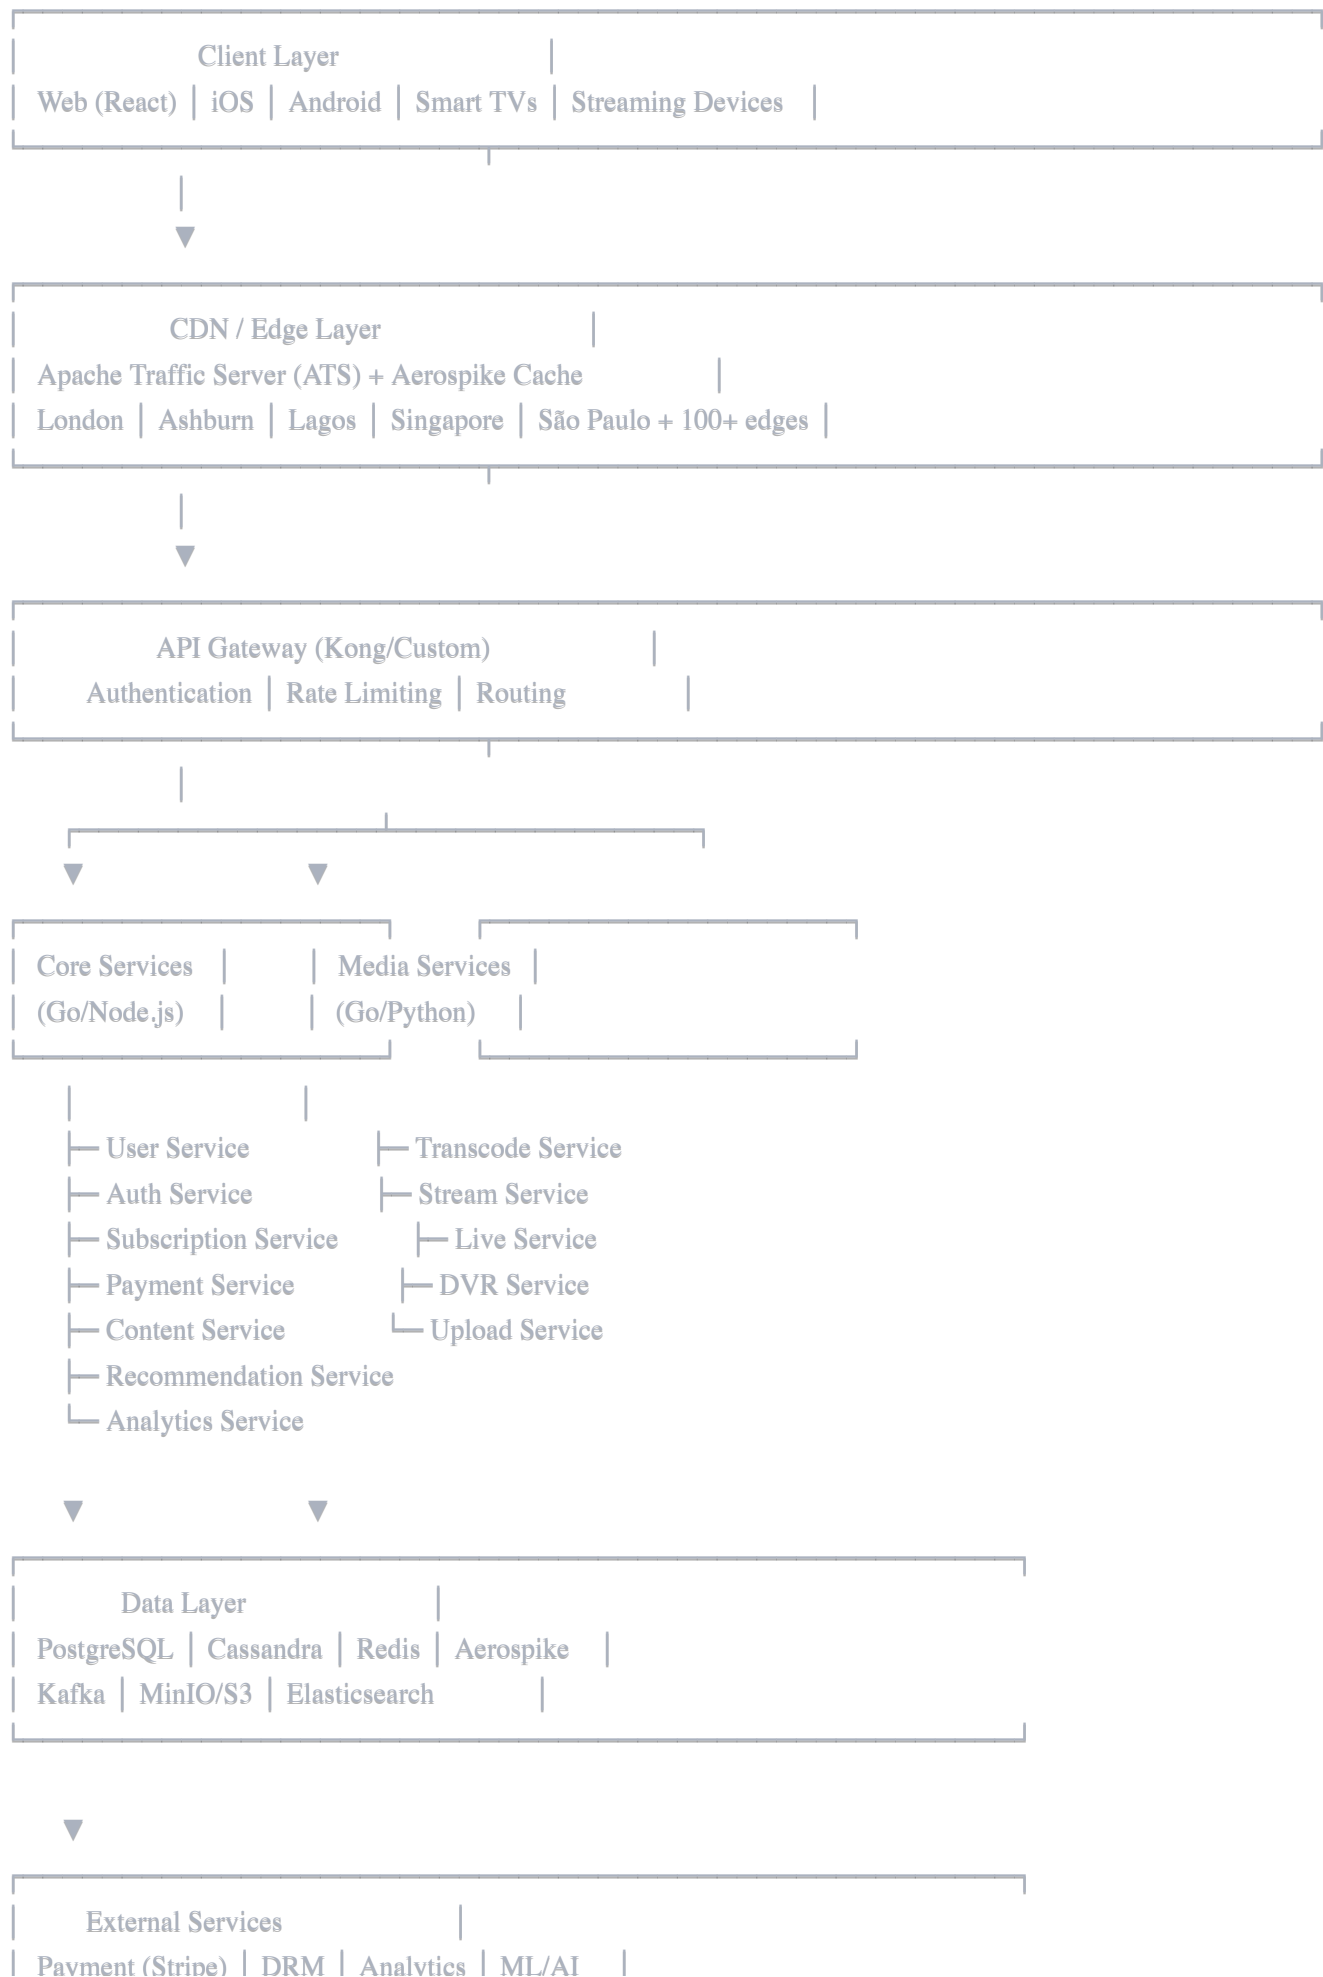 Client Layer
Web (React) | iOS | Android | Smart TVs | Streaming Devices
CDN / Edge Layer
Apache Traffic Server (ATS) + Aerospike Cache
London | Ashburn | Lagos | Singapore | São Paulo + 100+ edges
API Gateway (Kong/Custom)
Authentication | Rate Limiting | Routing
Core Services | Media Services
(Go/Node.js) | (Go/Python)
├─ User Service ├─ Transcode Service
├─ Auth Service ├─ Stream Service
├─ Subscription Service ├─ Live Service
├─ Payment Service ├─ DVR Service
├─ Content Service └─ Upload Service
├─ Recommendation Service
└─ Analytics Service
Data Layer
PostgreSQL | Cassandra | Redis | Aerospike
Kafka | MinIO/S3 | Elasticsearch
External Services
Payment (Stripe) | DRM | Analytics | ML/AI